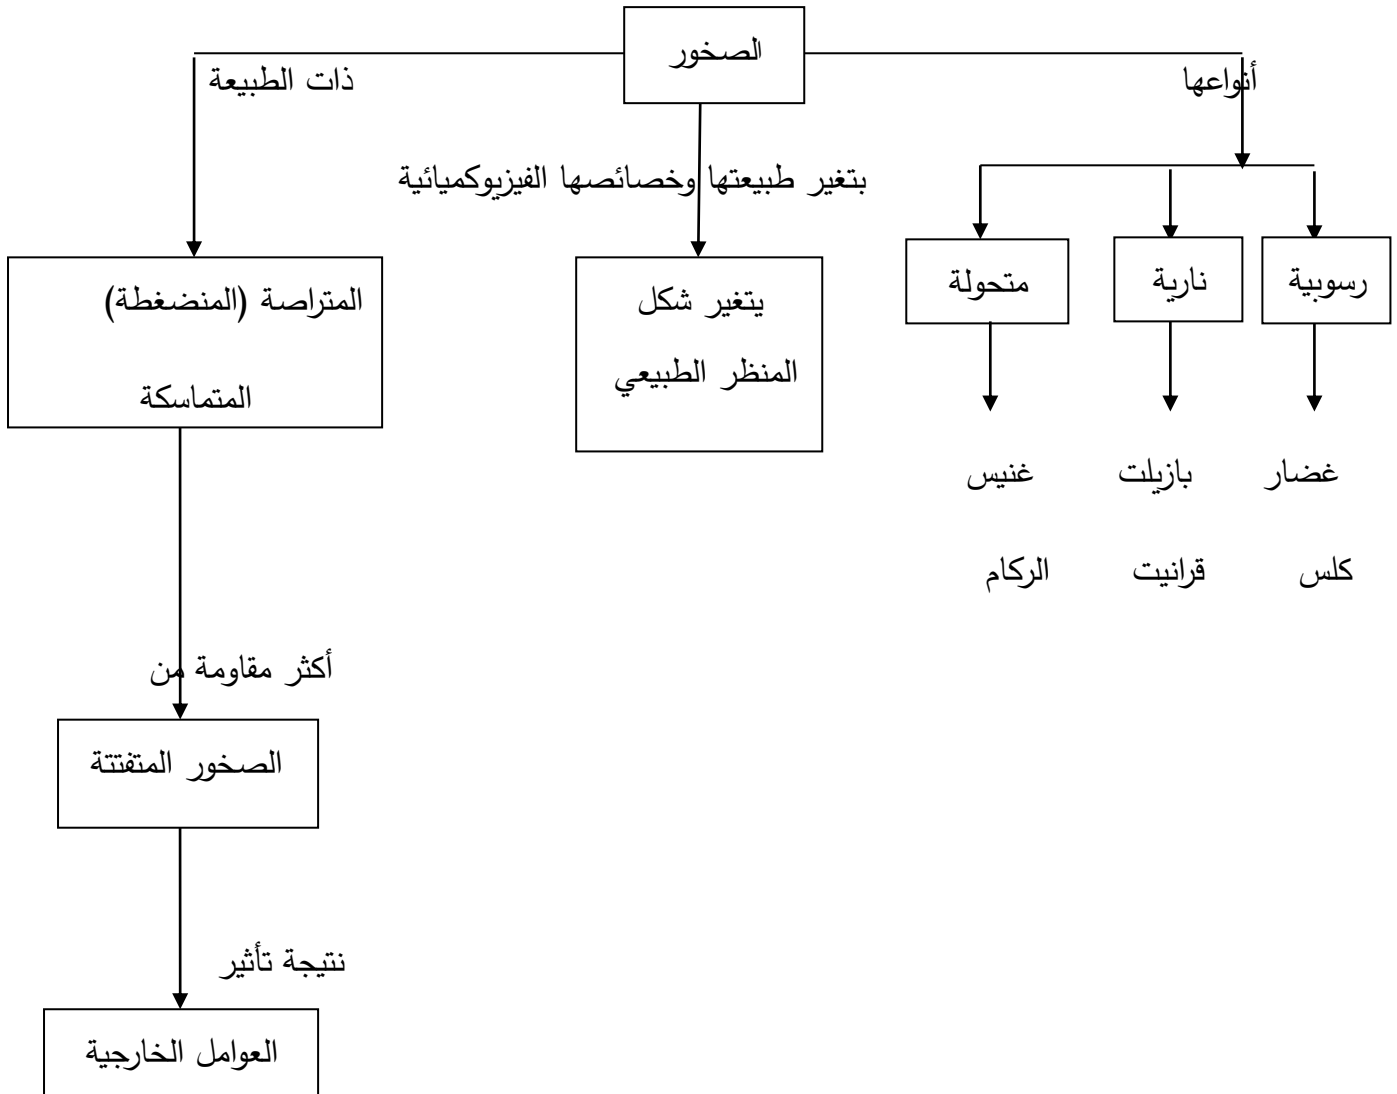 الصخور
أنواعها
ذات الطبيعة
بتغير طبيعتها وخصائصها الفيزيوكميائية
رسوبية
نارية
متحولة
يتغير شكل
المنظر الطبيعي
المتراصة (المنضغطة)
المتماسكة
غضار
بازيلت
غنيس
كلس
قرانيت
الركام
أكثر مقاومة من
الصخور المتفتتة
نتيجة تأثير
العوامل الخارجية